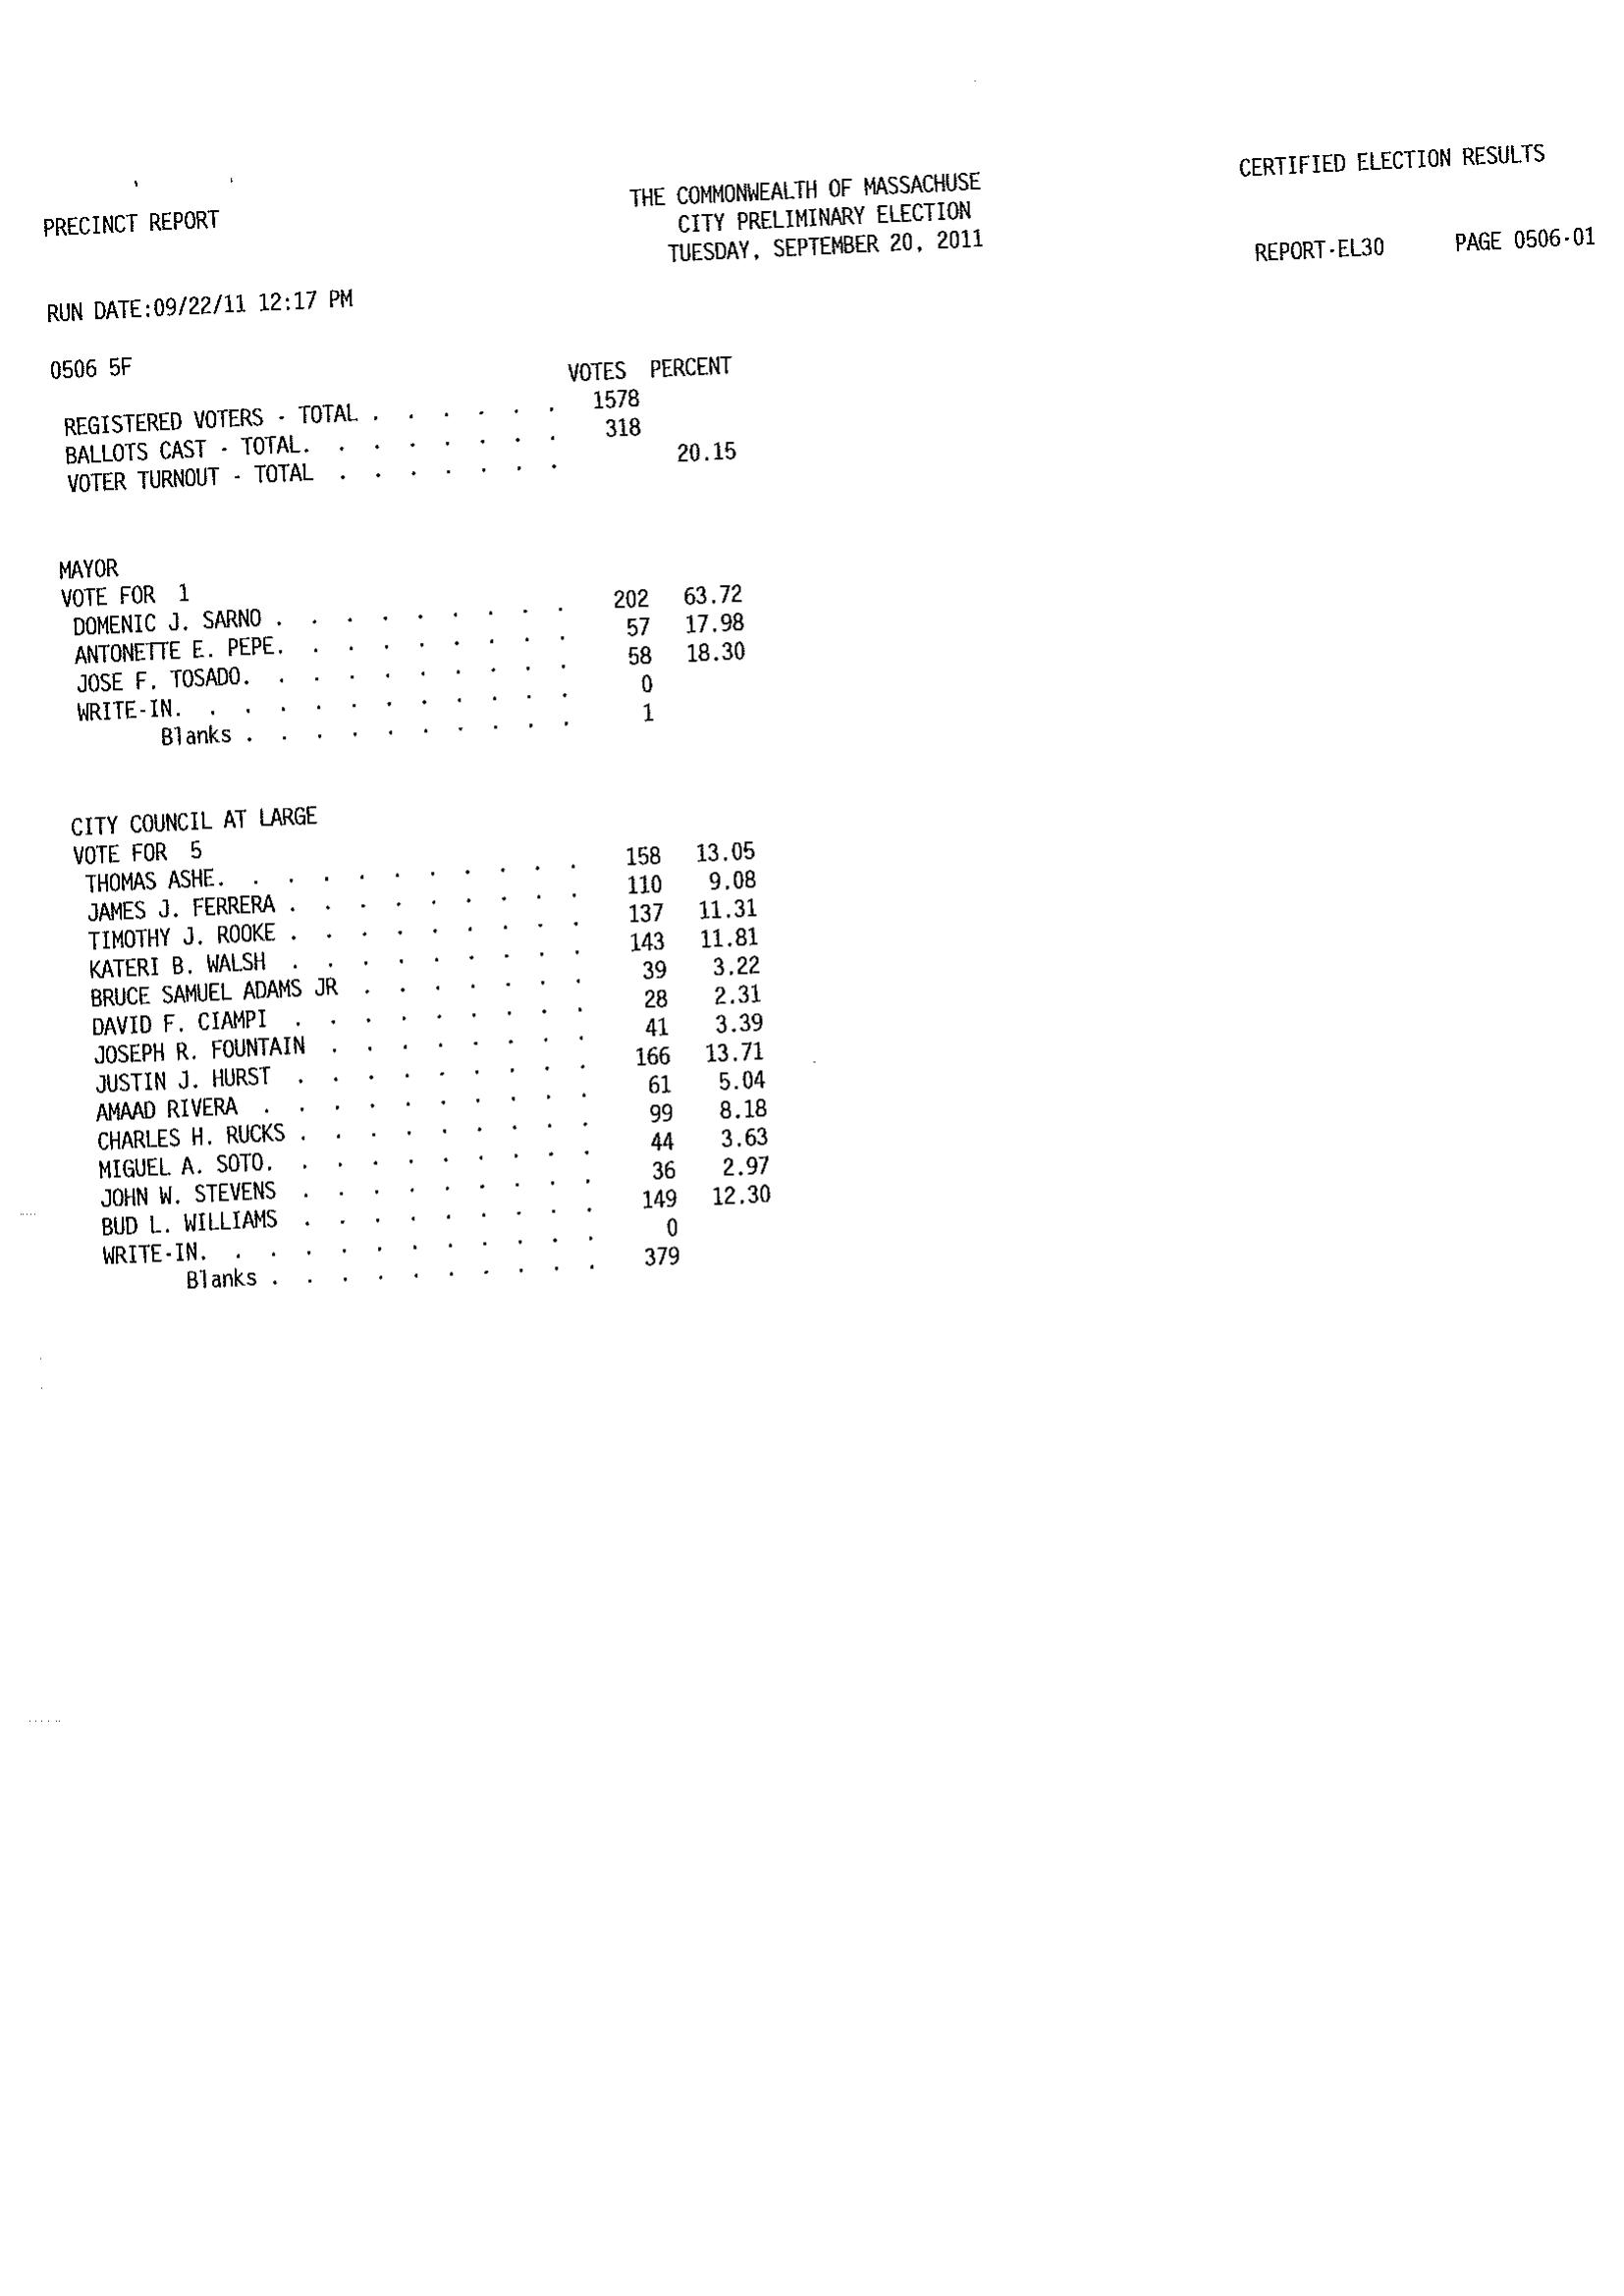 CERTIFIED ELECTION RESULTS
PRECINCT REPORT
THE COMMONWEALTH OF MASSACHUSE
CITY PRELIMINARY ELECTION
TUESDAY, SEPTEMBER 20, 2011
REPORT-EL30 PAGE 0506-01
RUN DATE:09/22/11 12:17 PM
0506 5F
VOTES PERCENT
REGISTERED VOTERS - TOTAL . . . . . . 1578
BALLOTS CAST - TOTAL. . . . . . . . 318
VOTER TURNOUT - TOTAL . . . . . . . 20.15
MAYOR
VOTE FOR 1
DOMENIC J. SARNO . . . . . . . . . 202 63.72
ANTONETTE E. PEPE. . . . . . . . . 57 17.98
JOSE F. TOSADO. . . . . . . . . . 58 18.30
WRITE-IN. . . . . . . . . . . . 0
Blanks . . . . . . . . . . 1
CITY COUNCIL AT LARGE
VOTE FOR 5
THOMAS ASHE. . . . . . . . . . . 158 13.05
JAMES J. FERRERA . . . . . . . . . 110 9.08
TIMOTHY J. ROOKE . . . . . . . . . 137 11.31
KATERI B. WALSH . . . . . . . . . 143 11.81
BRUCE SAMUEL ADAMS JR . . . . . . . 39 3.22
DAVID F. CIAMPI . . . . . . . . . 28 2.31
JOSEPH R. FOUNTAIN . . . . . . . . 41 3.39
JUSTIN J. HURST . . . . . . . . . 166 13.71
AMAAD RIVERA . . . . . . . . . . 61 5.04
CHARLES H. RUCKS . . . . . . . . . 99 8.18
MIGUEL A. SOTO. . . . . . . . . . 44 3.63
JOHN W. STEVENS . . . . . . . . . 36 2.97
BUD L. WILLIAMS . . . . . . . . . 149 12.30
WRITE-IN. . . . . . . . . . . . 0
Blanks . . . . . . . . . . 379